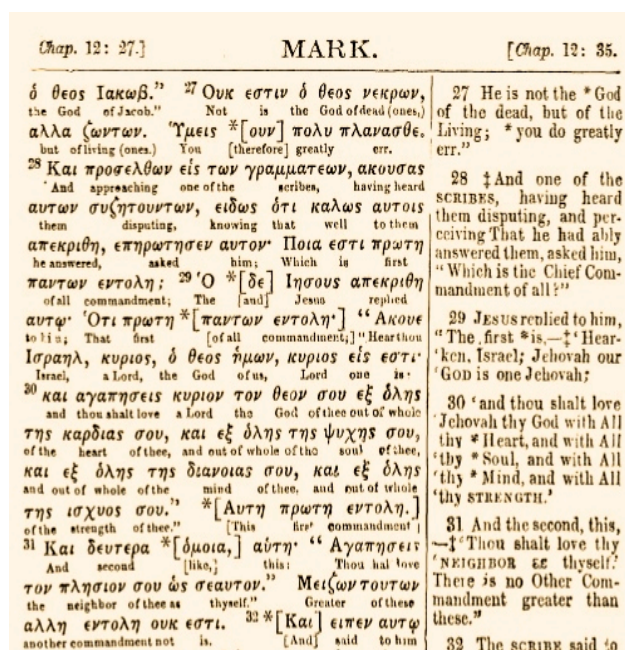 Chap. 12: 27.]
MARK.
[Chap. 12: 35.
ὁ θεος Ιακωβ.” 27 Ουκ εστιν ὁ θεος νεκρων,
the God of Jacob.” Not is the God of dead (ones,)
αλλα ζωντων. Ὑμεις *[ουν] πολυ πλανασθε.
but of living (ones.) You [therefore] greatly err.
28 Και προσελθων εἱς των γραμματεων, ακουσας
And approaching one of the scribes, having heard
αυτων συζητουντων, ειδως ὁτι καλως αυτοις
them disputing, knowing that well to them
απεκριθη, επηρωτησεν αυτον· Ποια εστι πρωτη
he answered, asked him; Which is first
παντων εντολη; 29 Ὁ *[δε] Ιησους απεκριθη
of all commandment; The [and] Jesus replied
αυτῳ· Ὁτι πρωτη *[παντων εντολη·] “ Ακουε
to him; That first [of all commandment;] “Hear thou
Ισραηλ, κυριος, ὁ θεος ἡμων, κυριος εἱς εστι·
Israel, a Lord, the God of us, Lord one is:
30 και αγαπησεις κυριον τον θεον σου εξ ὁλης
and thou shalt love a Lord the God of thee out of whole
της καρδιας σου, και εξ ὁλης της ψυχης σου,
of the heart of thee, and out of whole of the soul of thee,
και εξ ὁλης της διανοιας σου, και εξ ὁλης
and out of whole of the mind of thee, and out of whole
της ισχυος σου.” *[Αυτη πρωτη εντολη.]
of the strength of thee.” [This first commandment]
31 Και δευτερα *[ὁμοια,] αὑτη· “ Αγαπησεις
And second [like,] this: Thou hal love
τον πλησιον σου ὡς σεαυτον.” Μειζων τουτων
the neighbor of thee as thyself.” Greater of these
αλλη εντολη ουκ εστι. 32 *[Και] ειπεν αυτῳ
another commandment not is. [And] said to him
27 He is not the *God
of the dead, but of the
Living; *you do greatly
err.”
28 ‡And one of the
SCRIBES, having heard
them disputing, and per-
ceiving That he had ably
answered them, asked him,
“Which is the Chief Com-
mandment of all?”
29 JESUS replied to him,
“The first *is,—‡‘Hear-
‘ken, Israel; Jehovah our
‘GOD is one Jehovah;
30 ‘and thou shalt love
‘Jehovah thy God with All
‘thy *Heart, and with All
‘thy *Soul, and with All
‘thy *Mind, and with All
‘thy STRENGTH.’
31 And the second, this,
—‡‘Thou shalt love thy
‘NEIGHBOR as thyself.’
There is no Other Com-
mandment greater than
these.”
32 The SCRIBE said to